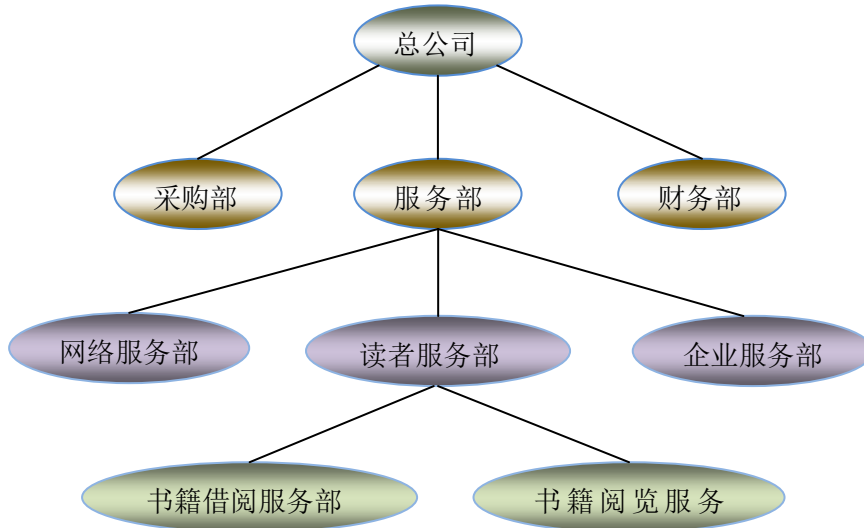 总公司
采购部
服务部
财务部
网络服务部
读者服务部
企业服务部
书籍借阅服务部
书籍阅览服务